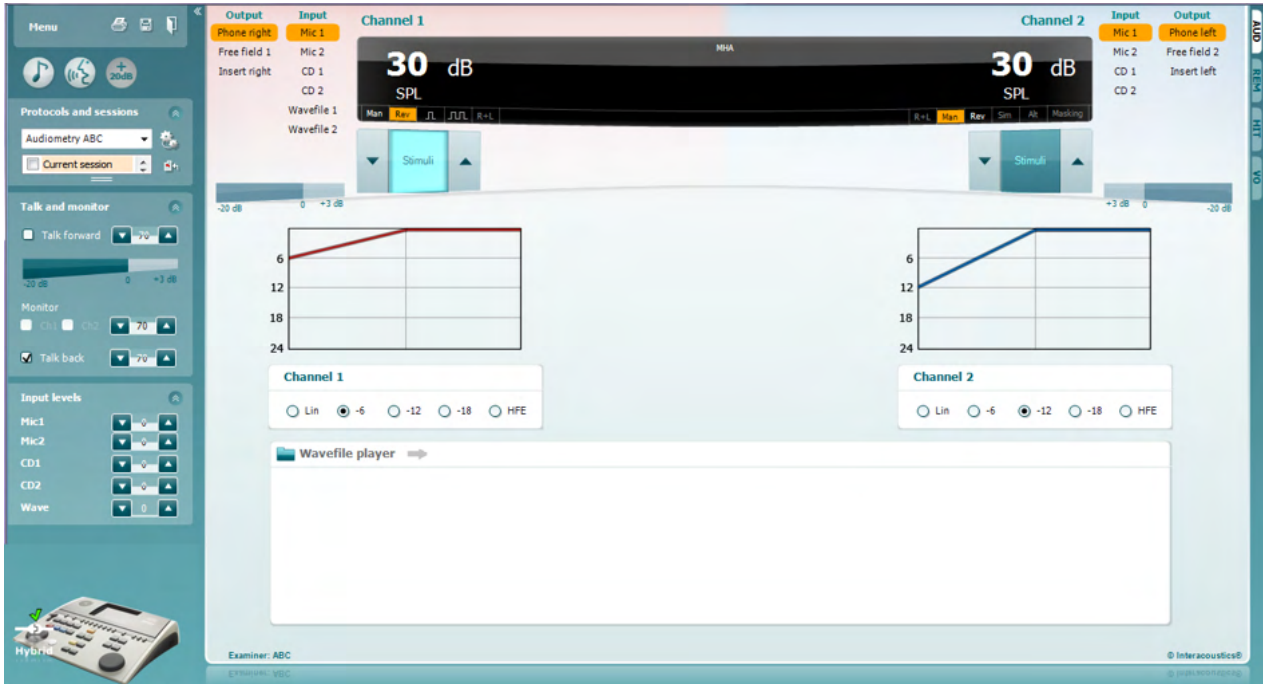 Menu
20dB
Protocols and sessions
Audiometry ABC
Current session
Talk and monitor
Talk forward 70
-20 dB 0 +3 dB
Monitor
Ch1 Ch2 70
Talk back 70
Input levels
Mic1 0
Mic2 0
CD1 0
CD2 0
Wave 0
Hybrid
Output Input Channel 1
Phone right Mic 1
Free field 1 Mic 2
Insert right CD 1
CD 2
Wavefile 1
Wavefile 2
MHA
30 dB
SPL
Man Rev R+L
Stimuli
-20 dB 0 +3 dB
Channel 2 Input Output
Mic 1 Phone left
Mic 2 Free field 2
CD 1 Insert left
CD 2
30 dB
SPL
R+L Man Rev Sim Alt Masking
Stimuli
+3 dB 0 -20 dB
AUD
REM
HIT
VO
6
12
18
24
6
12
18
24
Channel 1
Lin -6 -12 -18 HFE
Channel 2
Lin -6 -12 -18 HFE
Wavefile player
Examiner: ABC
© Interacoustics®